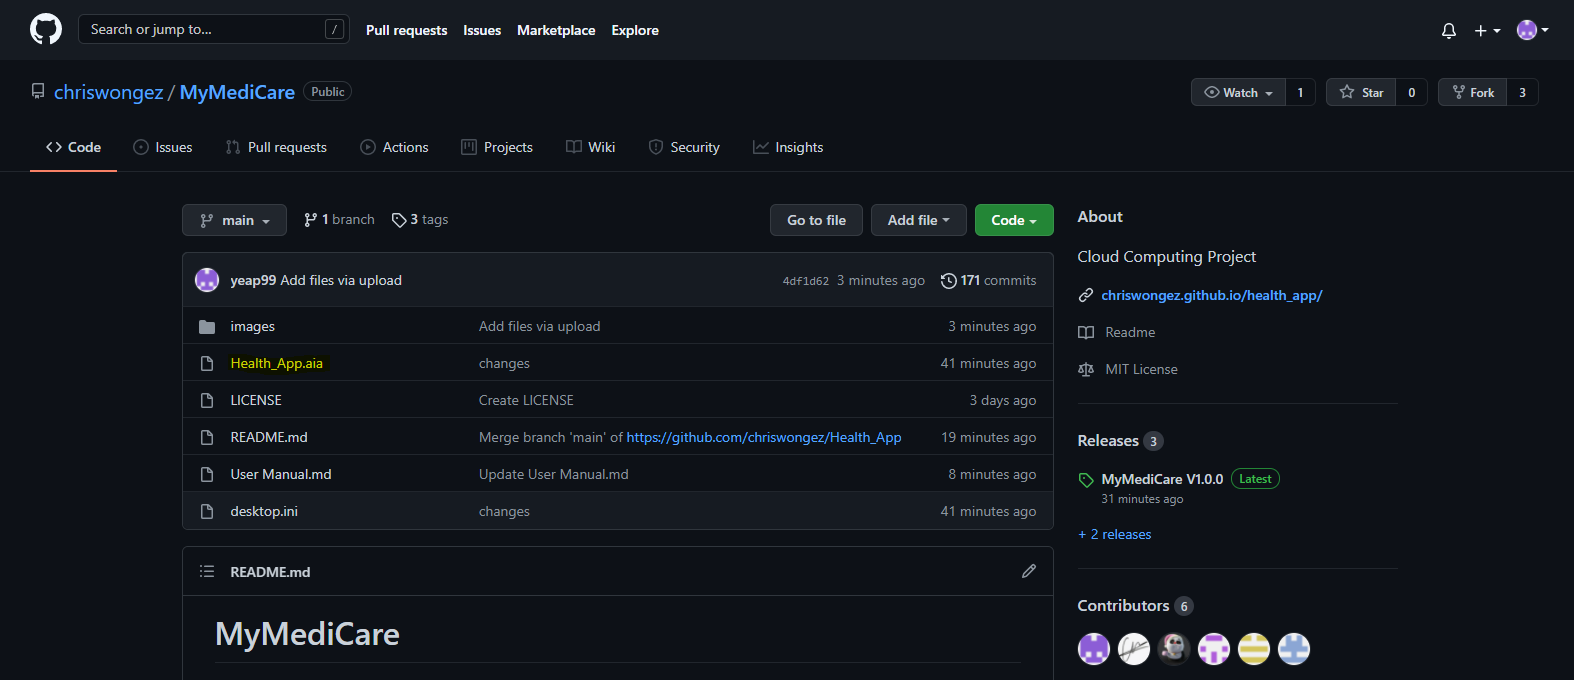 Search or jump to... / Pull requests Issues Marketplace Explore
chriswongez / MyMediCare Public Watch 1 Star 0 Fork 3
Code Issues Pull requests Actions Projects Wiki Security Insights
main 1 branch 3 tags Go to file Add file Code
yeap99 Add files via upload 4df1d62 3 minutes ago 171 commits
images Add files via upload 3 minutes ago
Health_App.aia changes 41 minutes ago
LICENSE Create LICENSE 3 days ago
README.md Merge branch 'main' of https://github.com/chriswongez/Health_App 19 minutes ago
User Manual.md Update User Manual.md 8 minutes ago
desktop.ini changes 41 minutes ago
README.md
MyMediCare
About
Cloud Computing Project
chriswongez.github.io/health_app/
Readme
MIT License
Releases 3
MyMediCare V1.0.0 Latest
31 minutes ago
+ 2 releases
Contributors 6